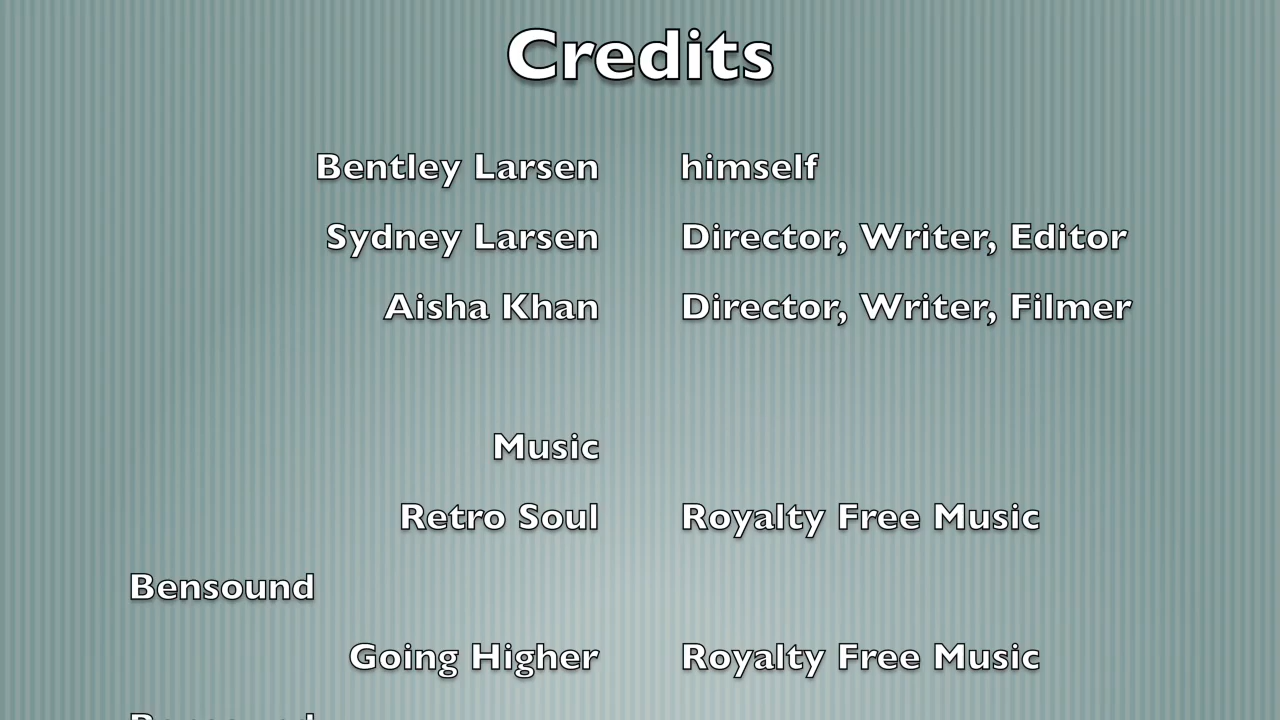 Credits
Bentley Larsen himself
Sydney Larsen Director, Writer, Editor
Aisha Khan Director, Writer, Filmer
Music
Retro Soul Royalty Free Music
Bensound
Going Higher Royalty Free Music